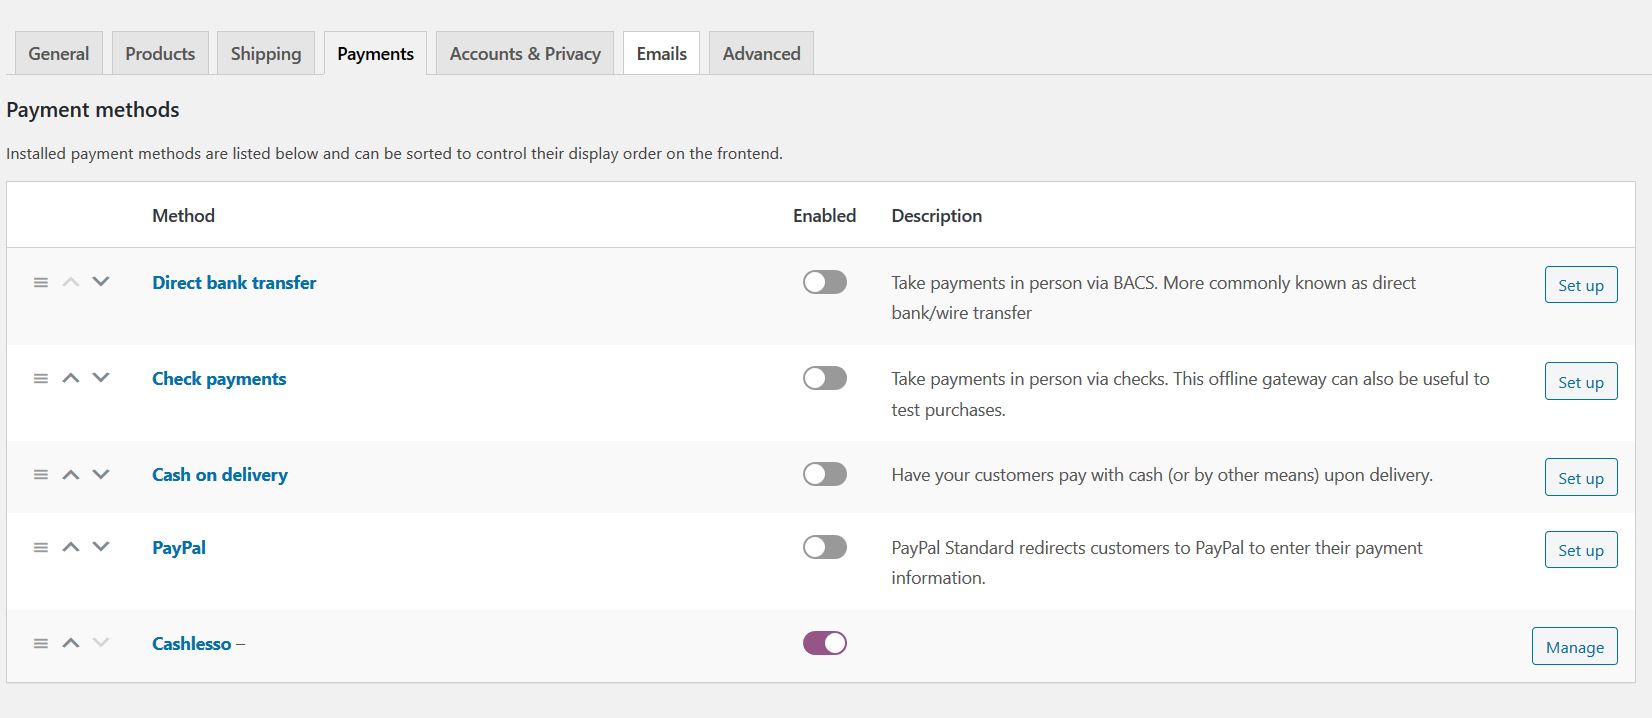 General Products Shipping Payments Accounts & Privacy Emails Advanced
Payment methods
Installed payment methods are listed below and can be sorted to control their display order on the frontend.
Method Enabled Description
Direct bank transfer Take payments in person via BACS. More commonly known as direct Set up
bank/wire transfer
Check payments Take payments in person via checks. This offline gateway can also be useful to Set up
test purchases.
Cash on delivery Have your customers pay with cash (or by other means) upon delivery. Set up
PayPal PayPal Standard redirects customers to PayPal to enter their payment Set up
information.
Cashlesso – Manage